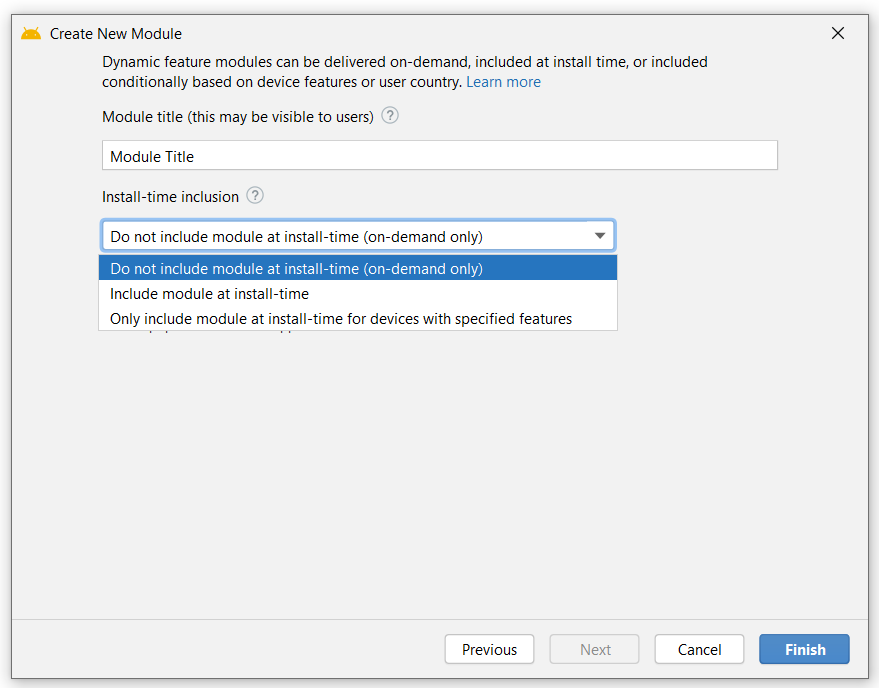 Create New Module
Dynamic feature modules can be delivered on-demand, included at install time, or included
conditionally based on device features or user country. Learn more
Module title (this may be visible to users) ?
Module Title
Install-time inclusion ?
Do not include module at install-time (on-demand only)
Do not include module at install-time (on-demand only)
Include module at install-time
Only include module at install-time for devices with specified features
Previous
Next
Cancel
Finish